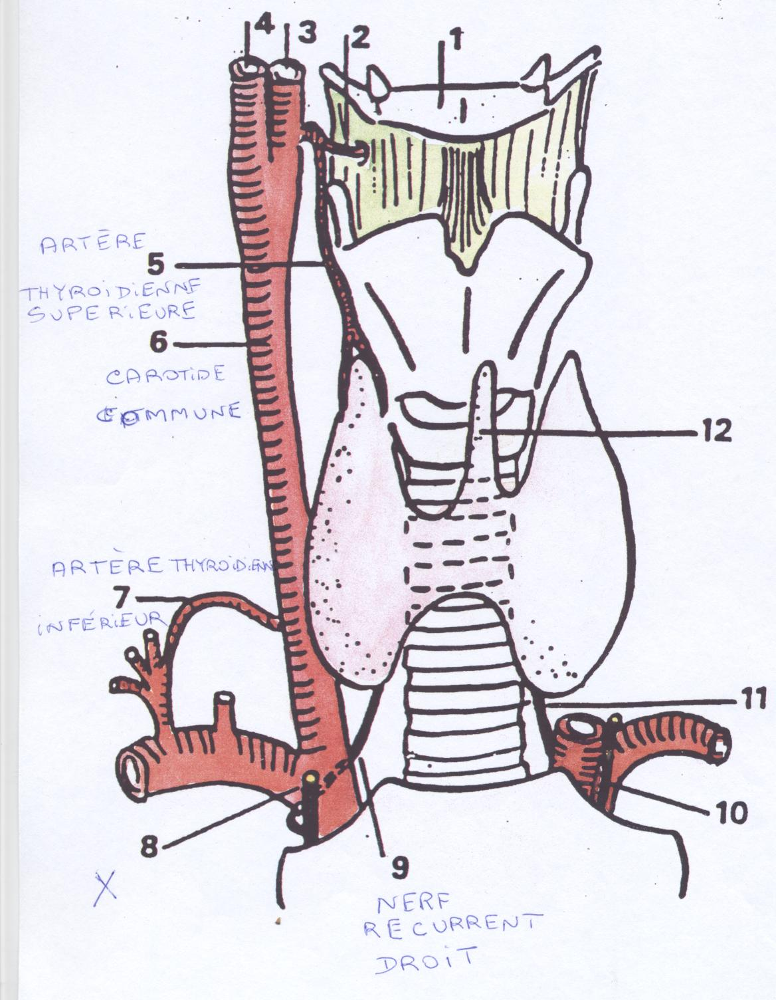 4 3 2 1
ARTÈRE
5
THYROïDiENNE
SUPERiEURE
6
CAROTiDE
COMMUNE
12
ARTÈRE THYROïDiENN
7
iNFÉRiEUR
11
10
8
9
X
NERF
RECURRENT
DROiT